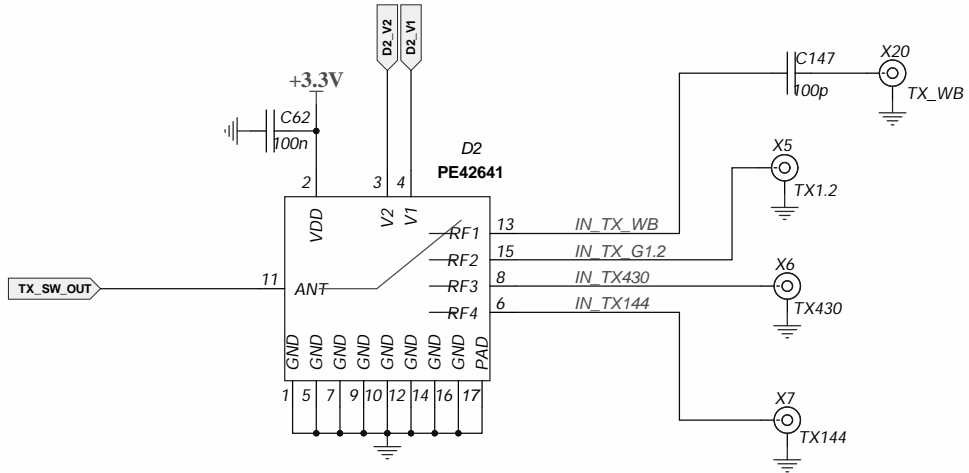 D2_V2
D2_V1
+3.3V
C62
100n
C147
100p
X20
TX_WB
D2
PE42641
X5
TX1.2
2
3
4
VDD
V2
V1
13
IN_TX_WB
RF1
15
IN_TX_G1.2
RF2
TX_SW_OUT
11
ANT
8
IN_TX430
RF3
X6
TX430
6
IN_TX144
RF4
GND
GND
GND
GND
GND
GND
GND
GND
PAD
1
5
7
9
10
12
14
16
17
X7
TX144